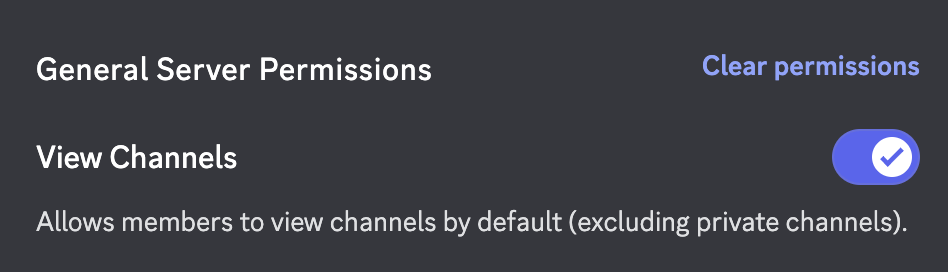 General Server Permissions
Clear permissions
View Channels
Allows members to view channels by default (excluding private channels).